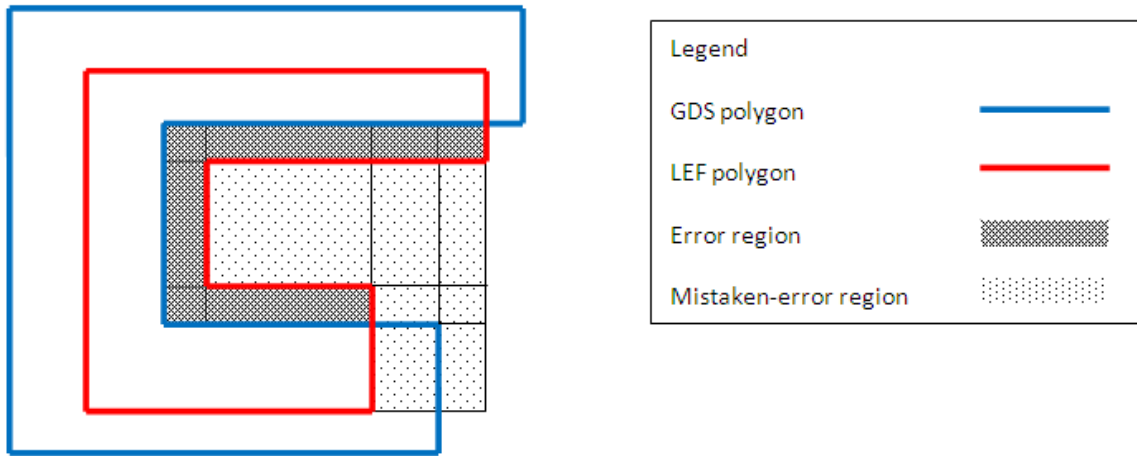 Legend
GDS polygon
LEF polygon
Error region
Mistaken-error region